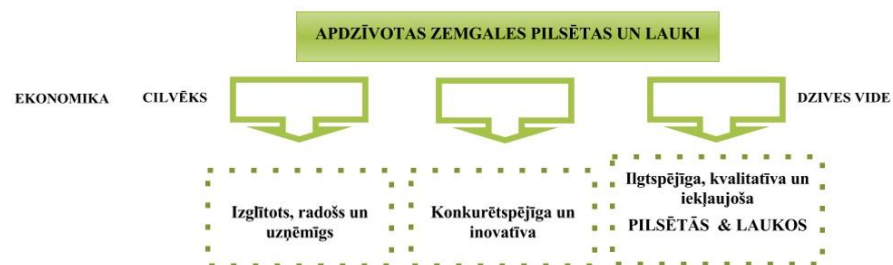 APDZĪVOTAS ZEMGALES PILSĒTAS UN LAUKI
EKONOMIKA
CILVĒKS
DZIVES VIDE
Izglītots, radošs un
uzņēmīgs
Konkurētspējīga un
inovatīva
Ilgtspējīga, kvalitatīva un
iekļaujoša
PILSĒTĀS & LAUKOS